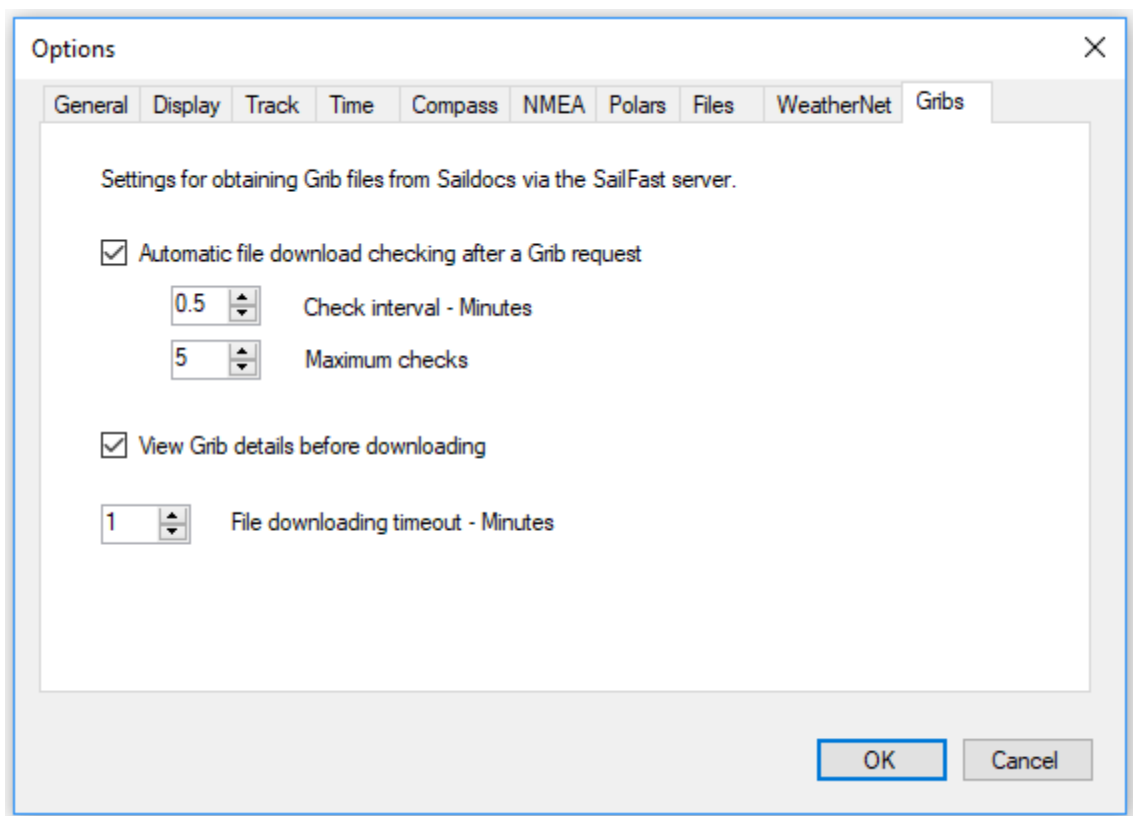 Options
General Display Track Time Compass NMEA Polars Files WeatherNet Gribs
Settings for obtaining Grib files from Saildocs via the SailFast server.
Automatic file download checking after a Grib request
0.5 Check interval - Minutes
5 Maximum checks
View Grib details before downloading
1 File downloading timeout - Minutes
OK Cancel